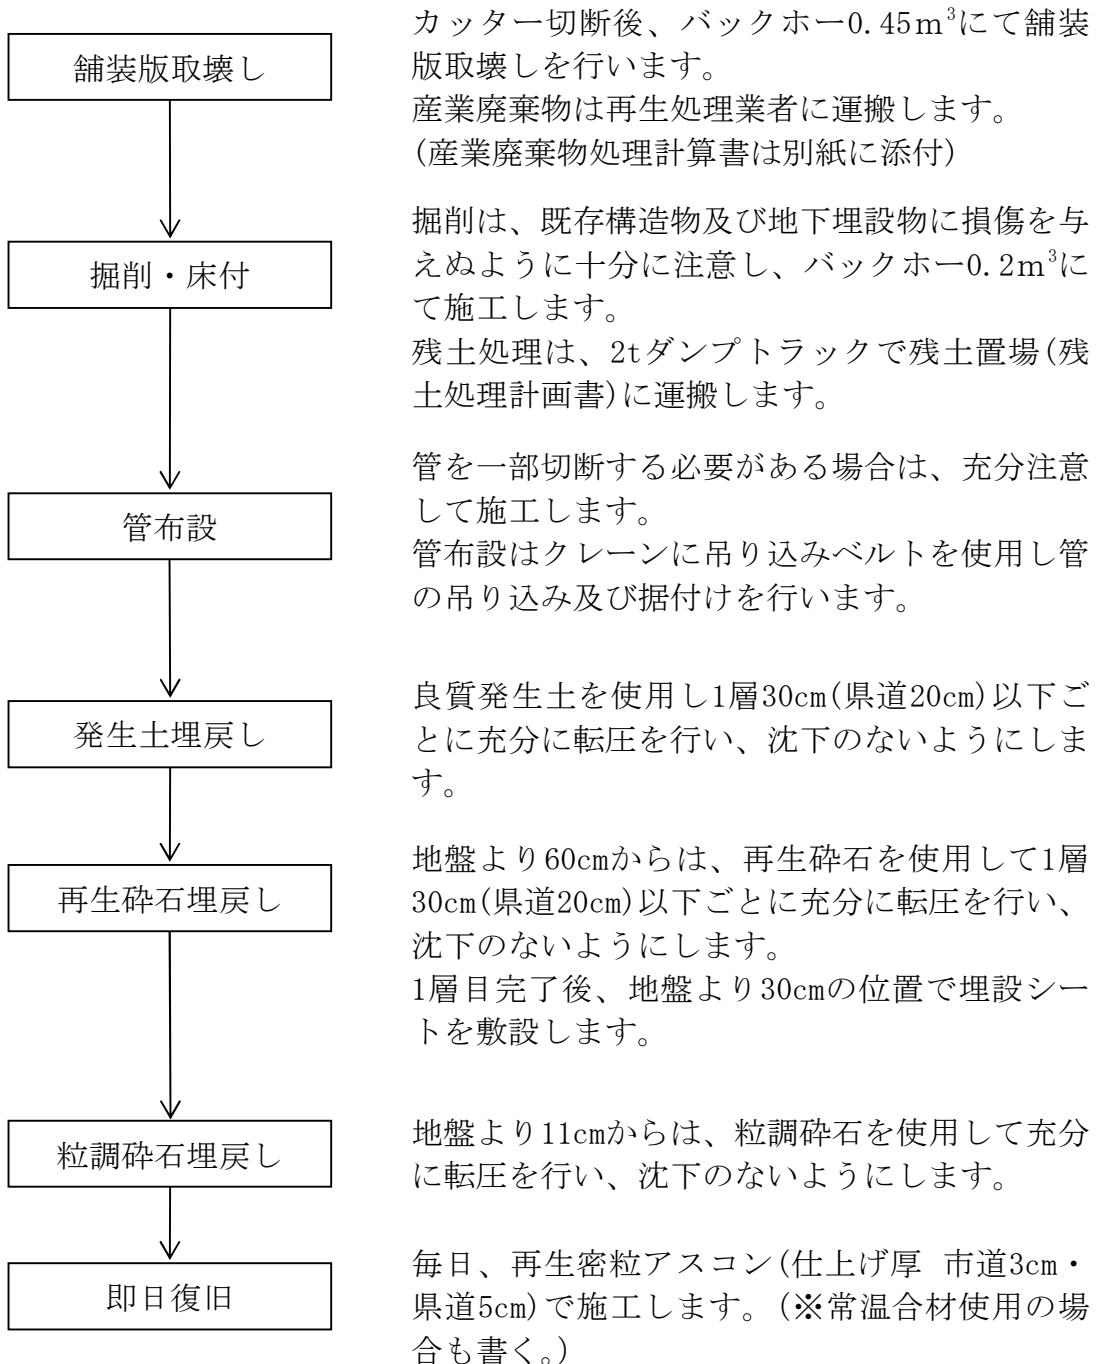 舗装版取壊し
カッター切断後、バックホー0.45m³にて舗装
版取壊しを行います。
産業廃棄物は再生処理業者に運搬します。
(産業廃棄物処理計算書は別紙に添付)
掘削・床付
掘削は、既存構造物及び地下埋設物に損傷を与
えぬように十分に注意し、バックホー0.2m³に
て施工します。
残土処理は、2tダンプトラックで残土置場(残
土処理計画書)に運搬します。
管布設
管を一部切断する必要がある場合は、充分注意
して施工します。
管布設はクレーンに吊り込みベルトを使用し管
の吊り込み及び据付けを行います。
発生土埋戻し
良質発生土を使用し1層30cm(県道20cm)以下ご
とに充分に転圧を行い、沈下のないようにしま
す。
再生砕石埋戻し
地盤より60cmからは、再生砕石を使用して1層
30cm(県道20cm)以下ごとに充分に転圧を行い、
沈下のないようにします。
1層目完了後、地盤より30cmの位置で埋設シー
トを敷設します。
粒調砕石埋戻し
地盤より11cmからは、粒調砕石を使用して充分
に転圧を行い、沈下のないようにします。
即日復旧
毎日、再生密粒アスコン(仕上げ厚 市道3cm・
県道5cm)で施工します。(※常温合材使用の場
合も書く。)